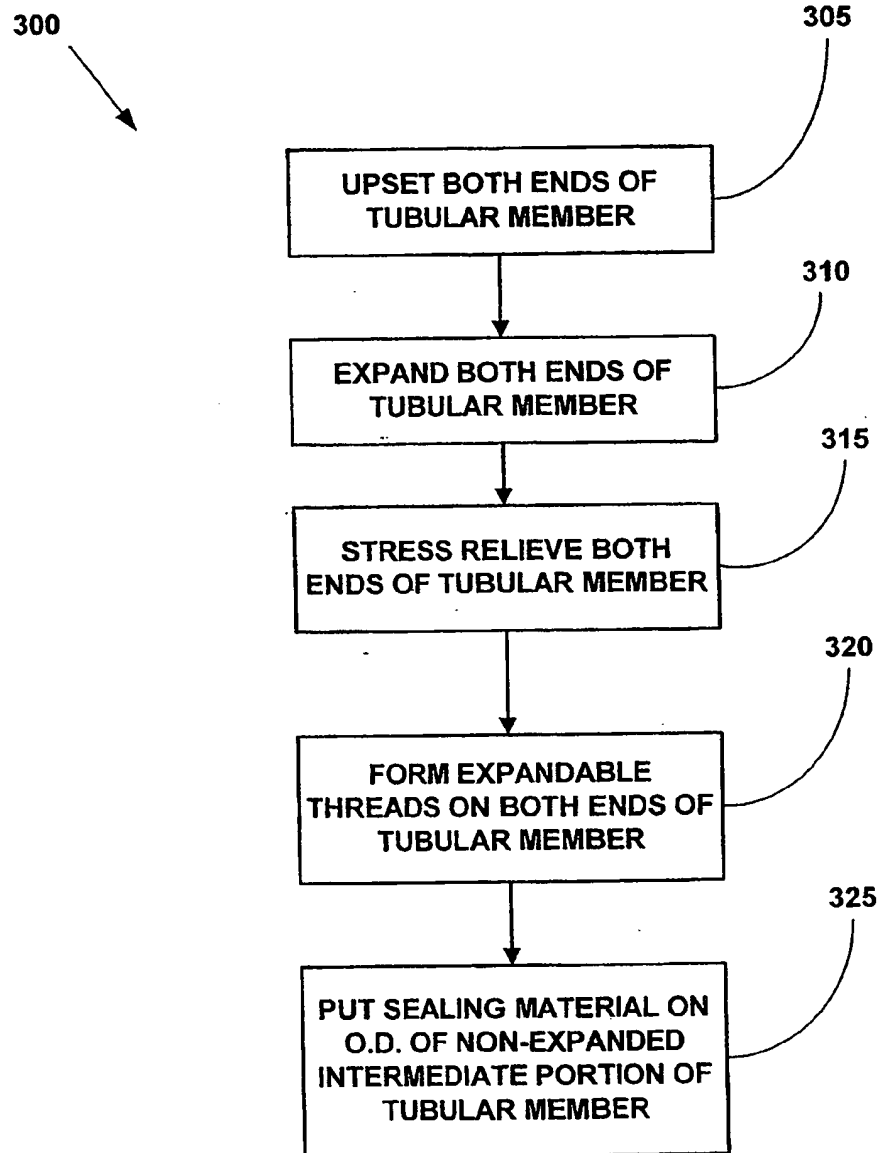 300
305
UPSET BOTH ENDS OF
TUBULAR MEMBER
310
EXPAND BOTH ENDS OF
TUBULAR MEMBER
315
STRESS RELIEVE BOTH
ENDS OF TUBULAR MEMBER
320
FORM EXPANDABLE
THREADS ON BOTH ENDS OF
TUBULAR MEMBER
325
PUT SEALING MATERIAL ON
O.D. OF NON-EXPANDED
INTERMEDIATE PORTION OF
TUBULAR MEMBER